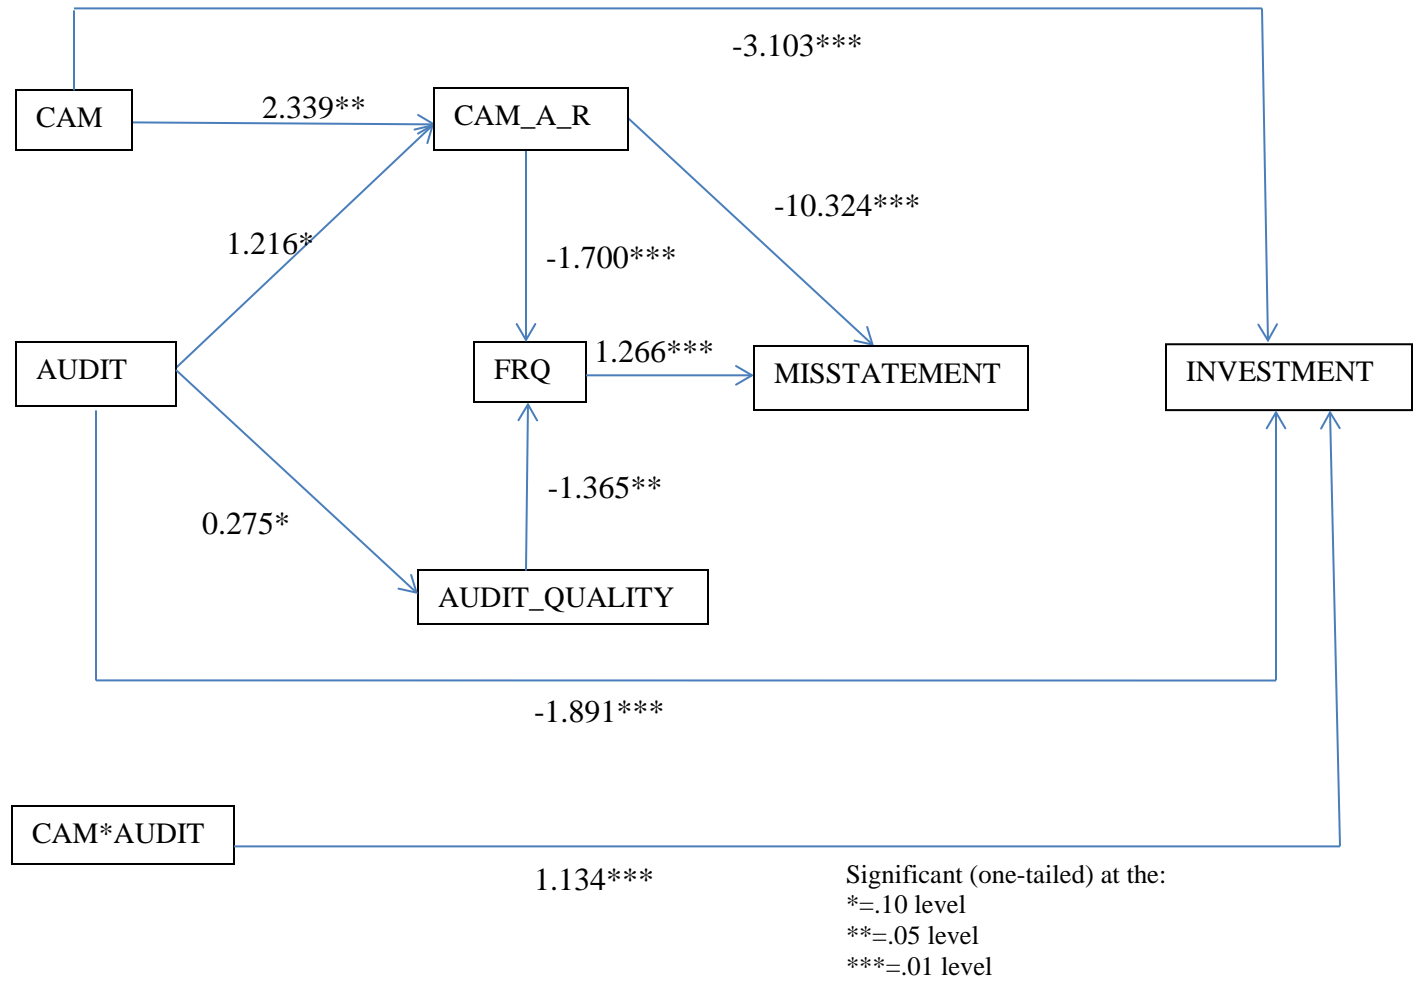 -3.103***
CAM
2.339**
CAM_A_R
-10.324***
1.216*
-1.700***
AUDIT
FRQ
1.266***
MISSTATEMENT
INVESTMENT
-1.365**
0.275*
AUDIT_QUALITY
-1.891***
CAM*AUDIT
1.134***
Significant (one-tailed) at the:
*=.10 level
**=.05 level
***=.01 level